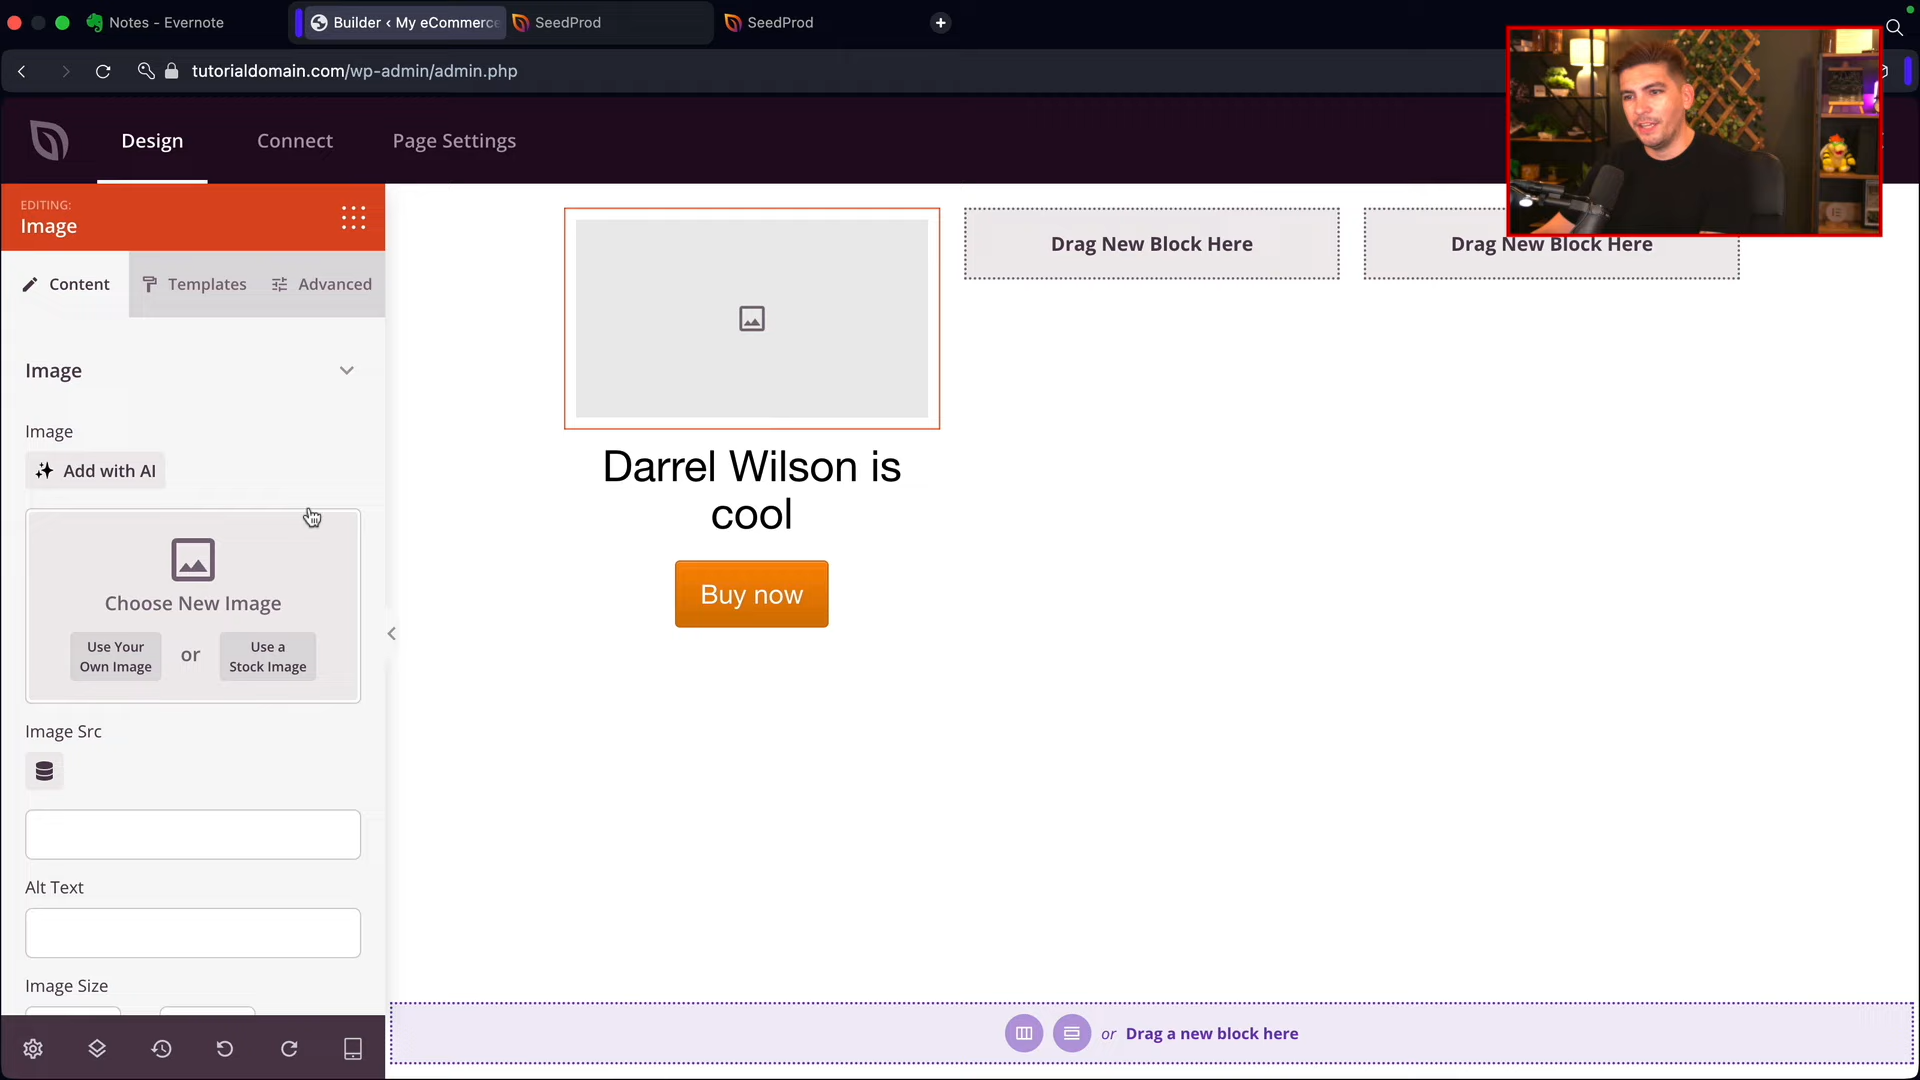 Notes - Evernote
Builder ‹ My eCommerce
SeedProd
SeedProd
tutorialdomain.com/wp-admin/admin.php
Design
Connect
Page Settings
EDITING:
Image
Content
Templates
Advanced
Image
Image
Add with AI
Choose New Image
Use Your
Own Image
or
Use a
Stock Image
Image Src
Alt Text
Image Size
Drag New Block Here
Drag New Block Here
Darrel Wilson is
cool
Buy now
or Drag a new block here